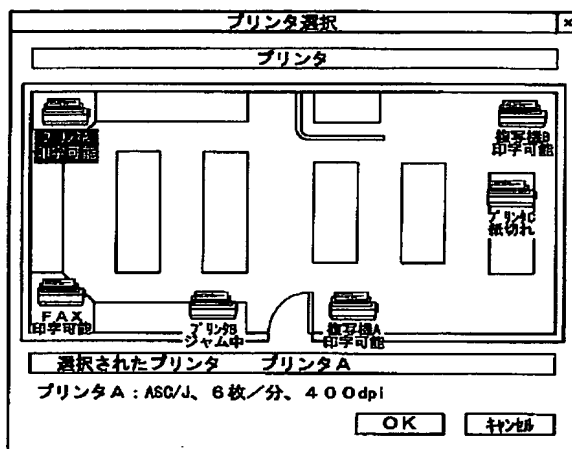 プリンタ選択
×
プリンタ
印字可能
複写機B
印字可能
プリンタC
紙切れ
FAX
印字可能
プリンタB
ジャム中
複写機A
印字可能
選択されたプリンタ プリンタA
プリンタA：ASC/J、6枚／分、400dpi
OK
キャンセル